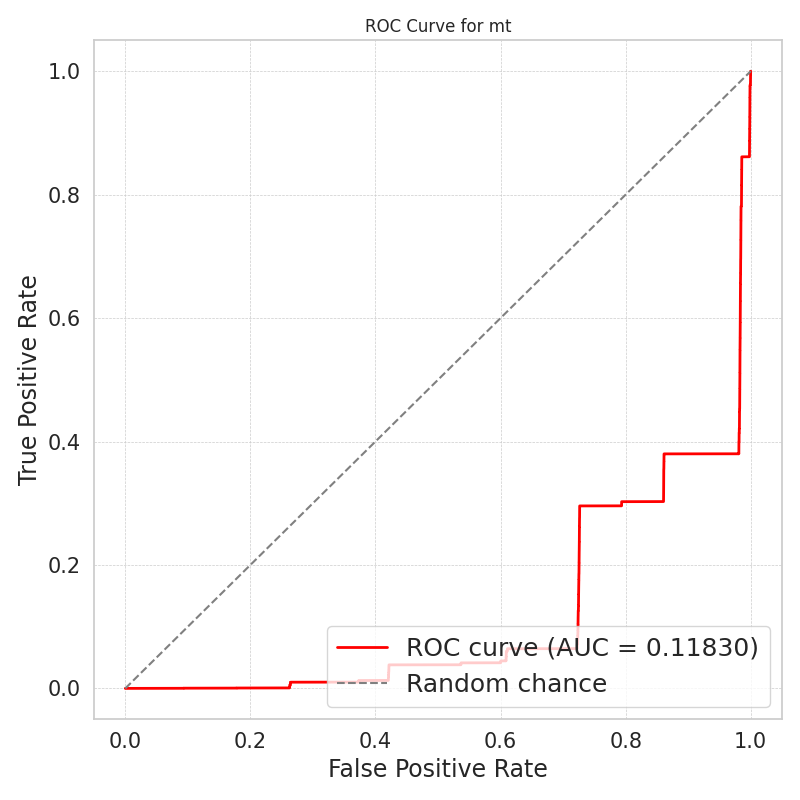 ROC Curve for mt
True Positive Rate
1.0
0.8
0.6
0.4
0.2
0.0
ROC curve (AUC = 0.11830)
Random chance
0.0 0.2 0.4 0.6 0.8 1.0
False Positive Rate